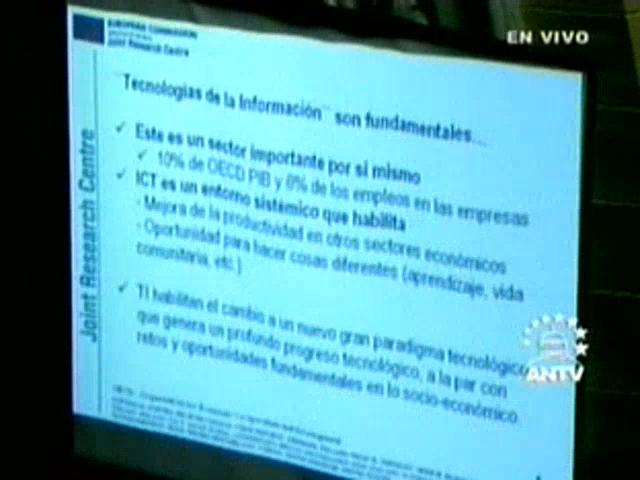 EN VIVO
EUROPEAN COMMISSION
Joint Research Centre
Joint Research Centre
"Tecnologías de la Información" son fundamentales...
✓ Este es un sector importante por si mismo
✓ 10% de OECD PIB y 8% de los empleos en las empresas
✓ ICT es un entorno sistémico que habilita
- Mejora de la productividad en otros sectores económicos
- Oportunidad para hacer cosas diferentes (aprendizaje, vida
comunitaria, etc.)
✓ TI habilitan el cambio a un nuevo gran paradigma tecnológico
que genera un profundo progreso tecnológico, a la par con
retos y oportunidades fundamentales en lo socio-económico
ANTV